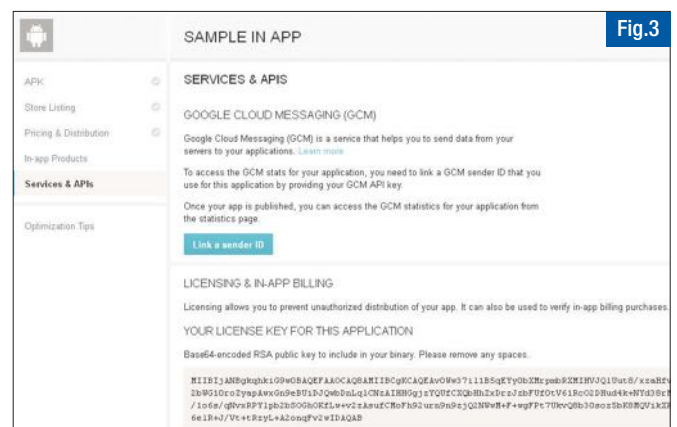 Fig.3
SAMPLE IN APP
APK
Store Listing
Pricing & Distribution
In-app Products
Services & APIs
Optimization Tips
SERVICES & APIS
GOOGLE CLOUD MESSAGING (GCM)
Google Cloud Messaging (GCM) is a service that helps you to send data from your
servers to your applications. Learn more
To access the GCM stats for your application, you need to link a GCM sender ID that you
use for this application by providing your GCM API key.
Once your app is published, you can access the GCM statistics for your application from
the statistics page.
Link a sender ID
LICENSING & IN-APP BILLING
Licensing allows you to prevent unauthorized distribution of your app. It can also be used to verify in-app billing purchases.
YOUR LICENSE KEY FOR THIS APPLICATION
Base64-encoded RSA public key to include in your binary. Please remove any spaces.